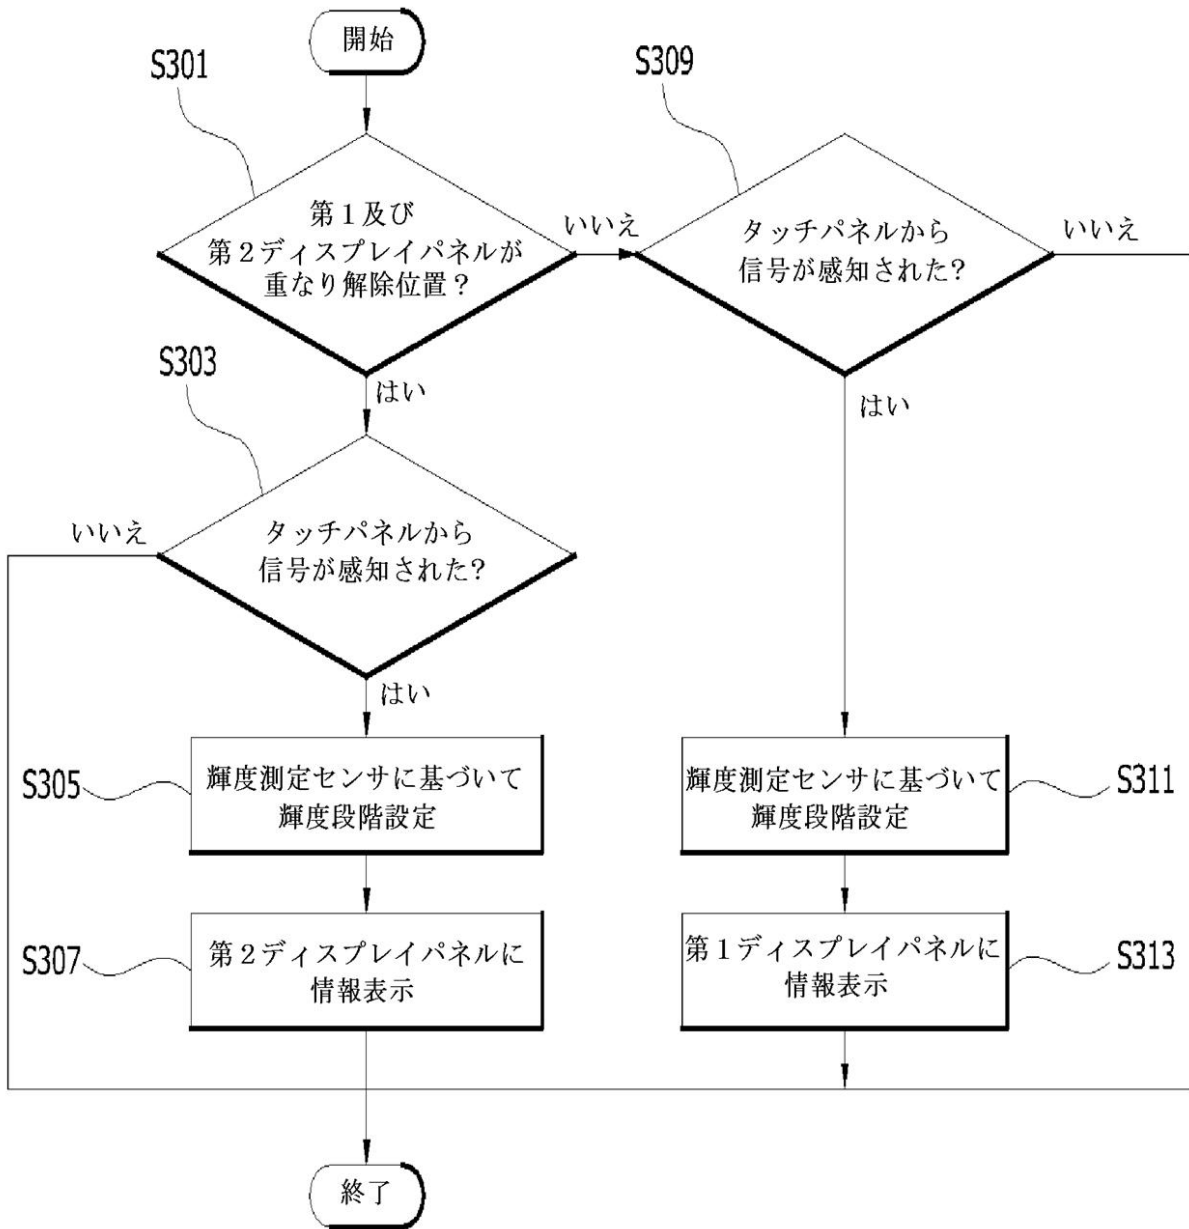 開始
S301
第１及び
第２ディスプレイパネルが
重なり解除位置？
いいえ
S309
タッチパネルから
信号が感知された?
いいえ
はい
はい
S303
タッチパネルから
信号が感知された?
いいえ
はい
S305
輝度測定センサに基づいて
輝度段階設定
輝度測定センサに基づいて
輝度段階設定
S311
S307
第２ディスプレイパネルに
情報表示
第１ディスプレイパネルに
情報表示
S313
終了